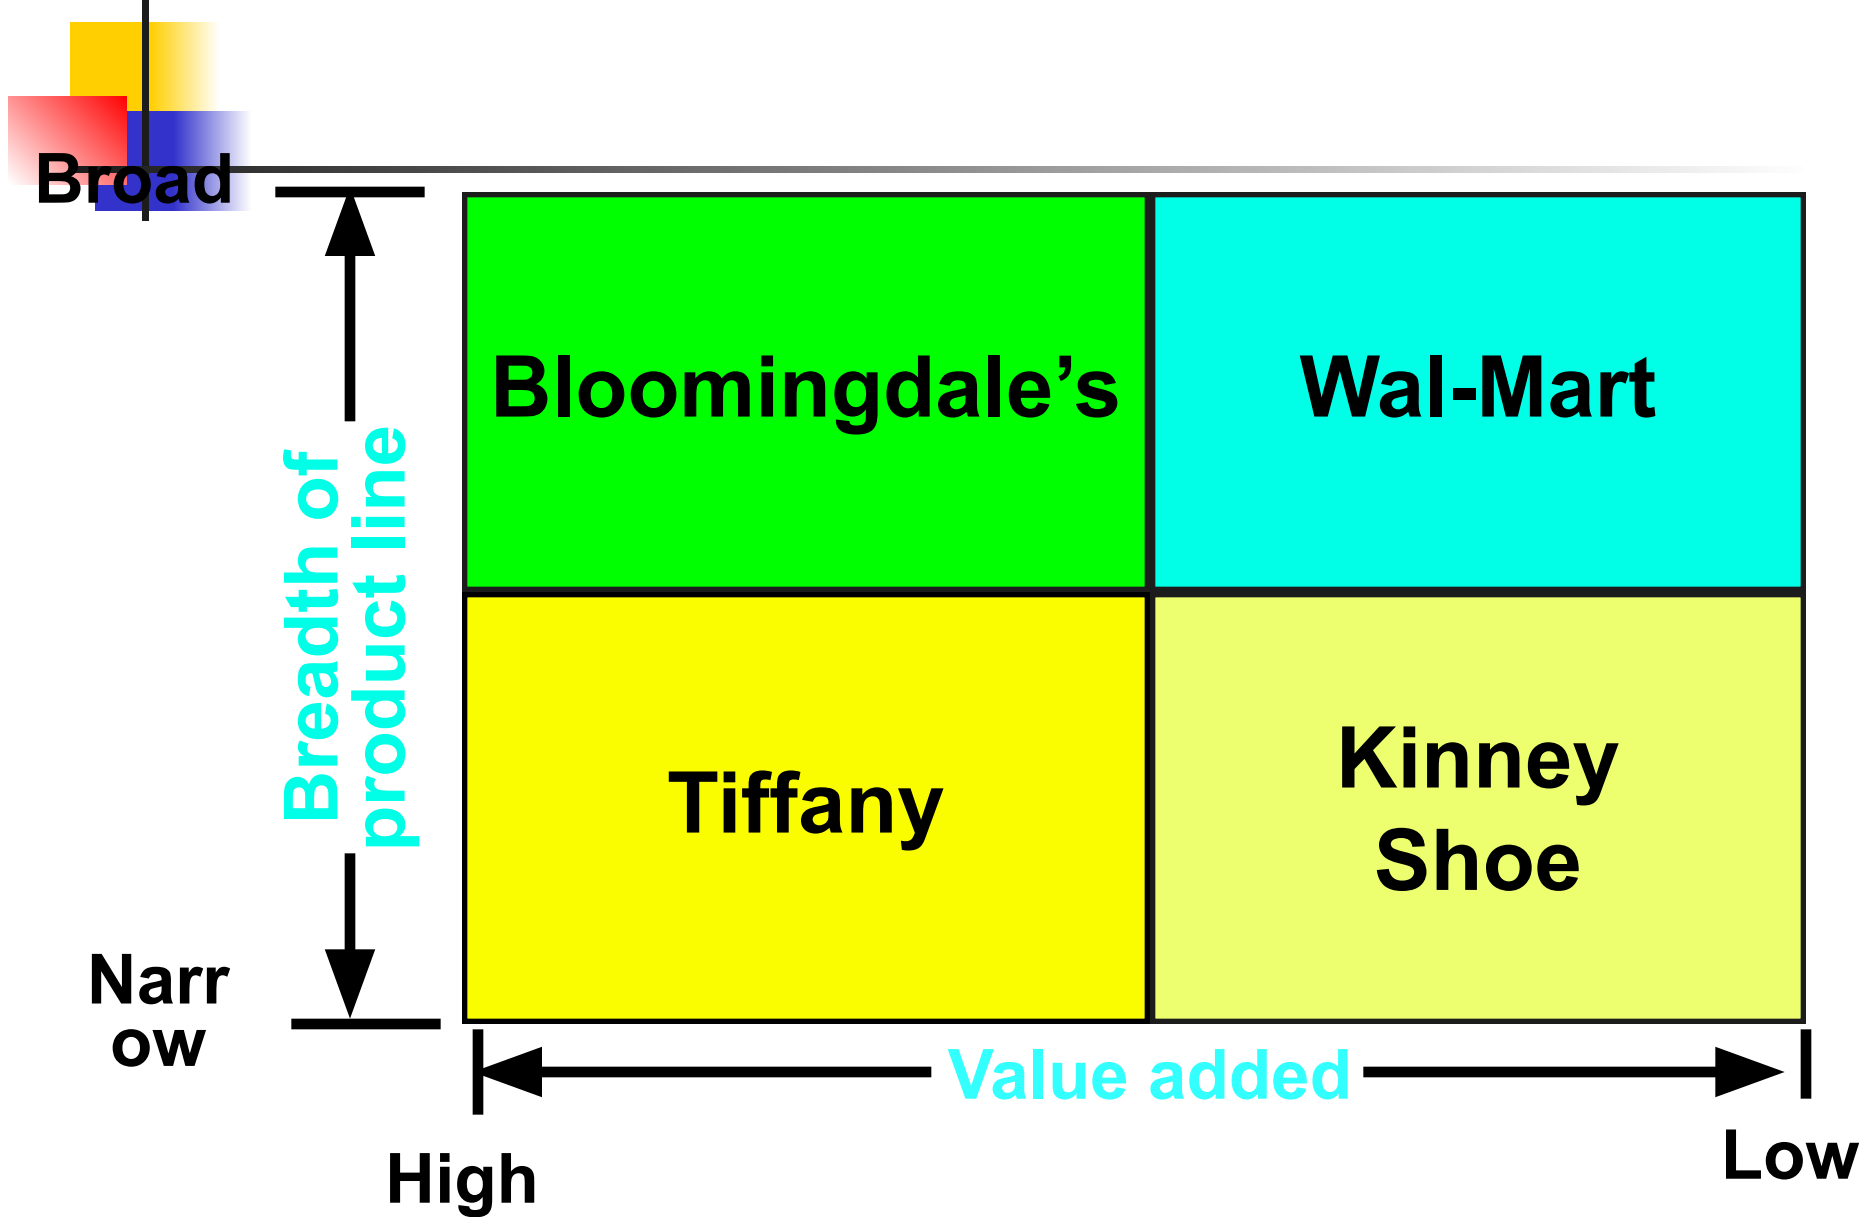 Broad
Bloomingdale’s
Wal-Mart
Breadth of
product line
Tiffany
Kinney
Shoe
Narr
ow
Value added
High
Low